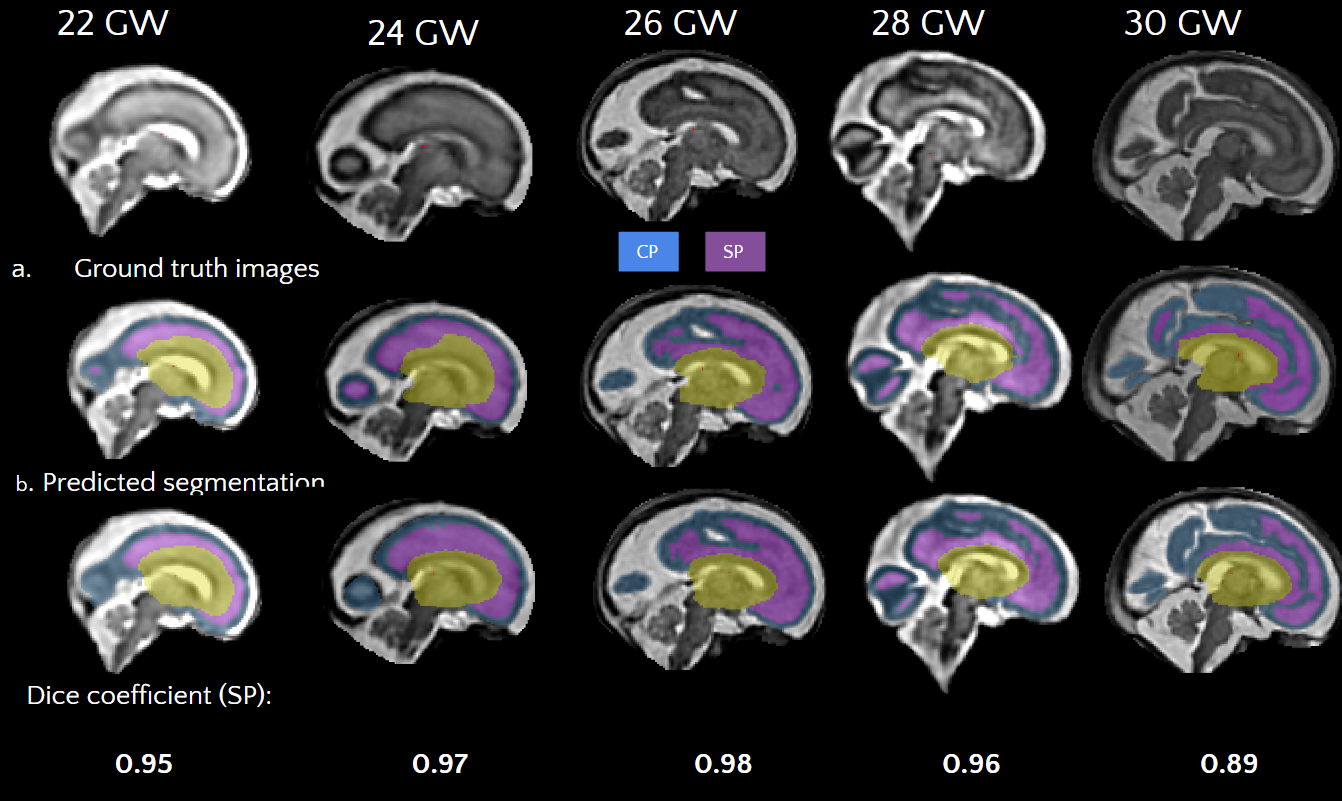 22 GW
24 GW
26 GW
28 GW
30 GW
CP
SP
a. Ground truth images
b. Predicted segmentation
Dice coefficient (SP):
0.95
0.97
0.98
0.96
0.89